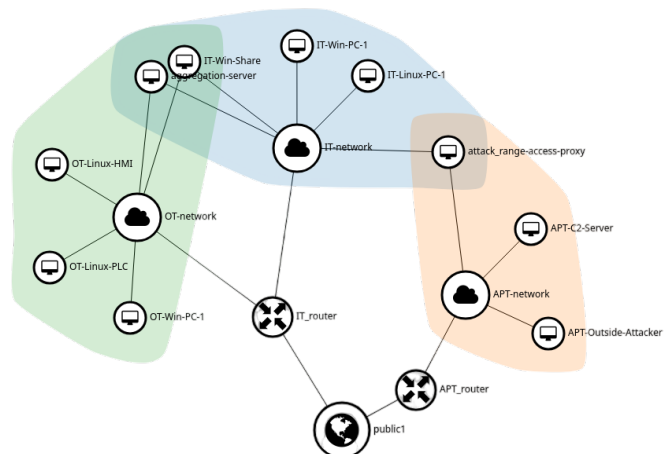 IT-Win-PC-1
IT-Win-Share
aggregation-server
IT-Linux-PC-1
IT-network
attack_range-access-proxy
OT-Linux-HMI
OT-network
APT-C2-Server
OT-Linux-PLC
APT-network
OT-Win-PC-1
IT_router
APT-Outside-Attacker
APT_router
public1